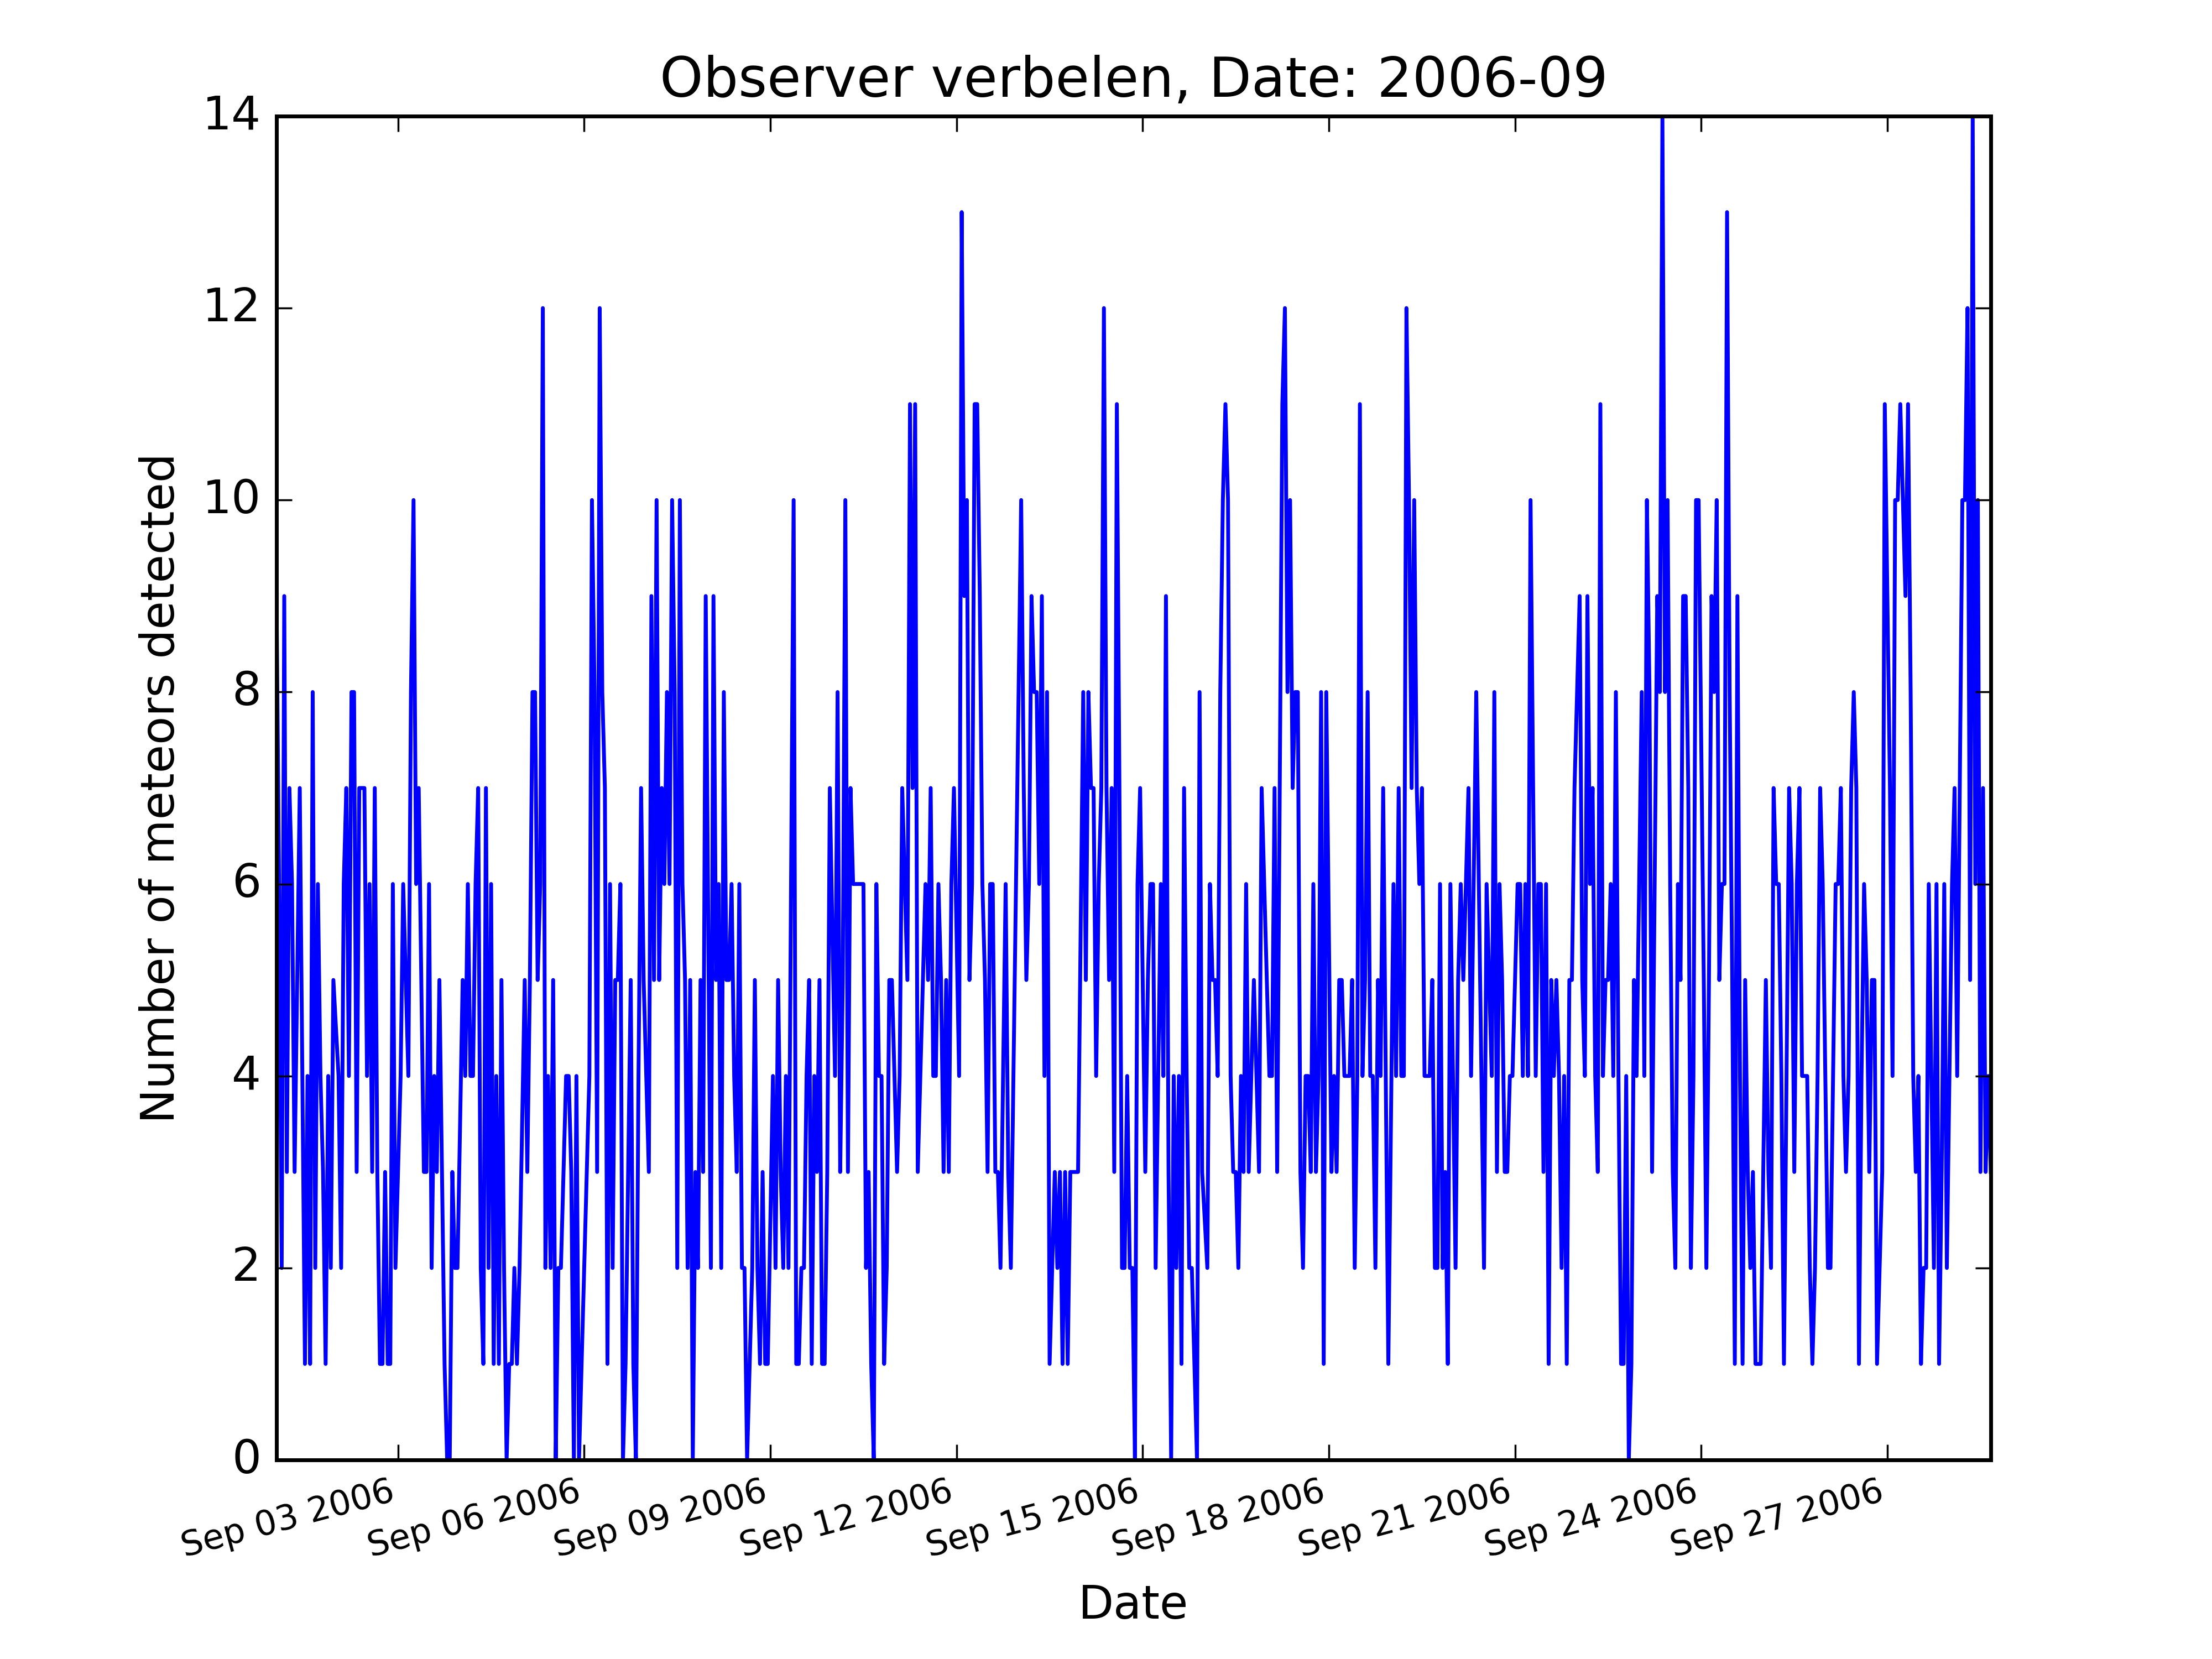 Observer verbelen, Date: 2006-09
14
12
10
8
6
4
2
0
Number of meteors detected
Sep 03 2006
Sep 06 2006
Sep 09 2006
Sep 12 2006
Sep 15 2006
Sep 18 2006
Sep 21 2006
Sep 24 2006
Sep 27 2006
Date